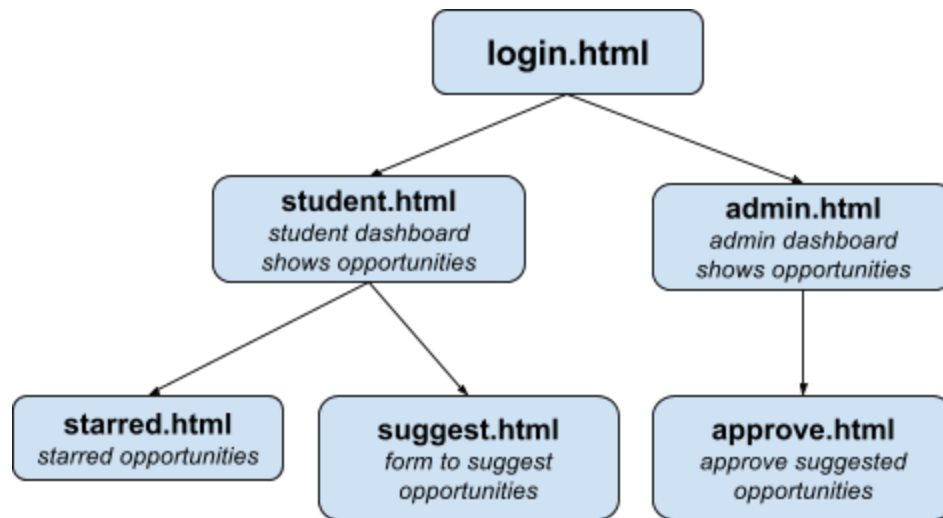 login.html
student.html
student dashboard
shows opportunities
admin.html
admin dashboard
shows opportunities
starred.html
starred opportunities
suggest.html
form to suggest
opportunities
approve.html
approve suggested
opportunities